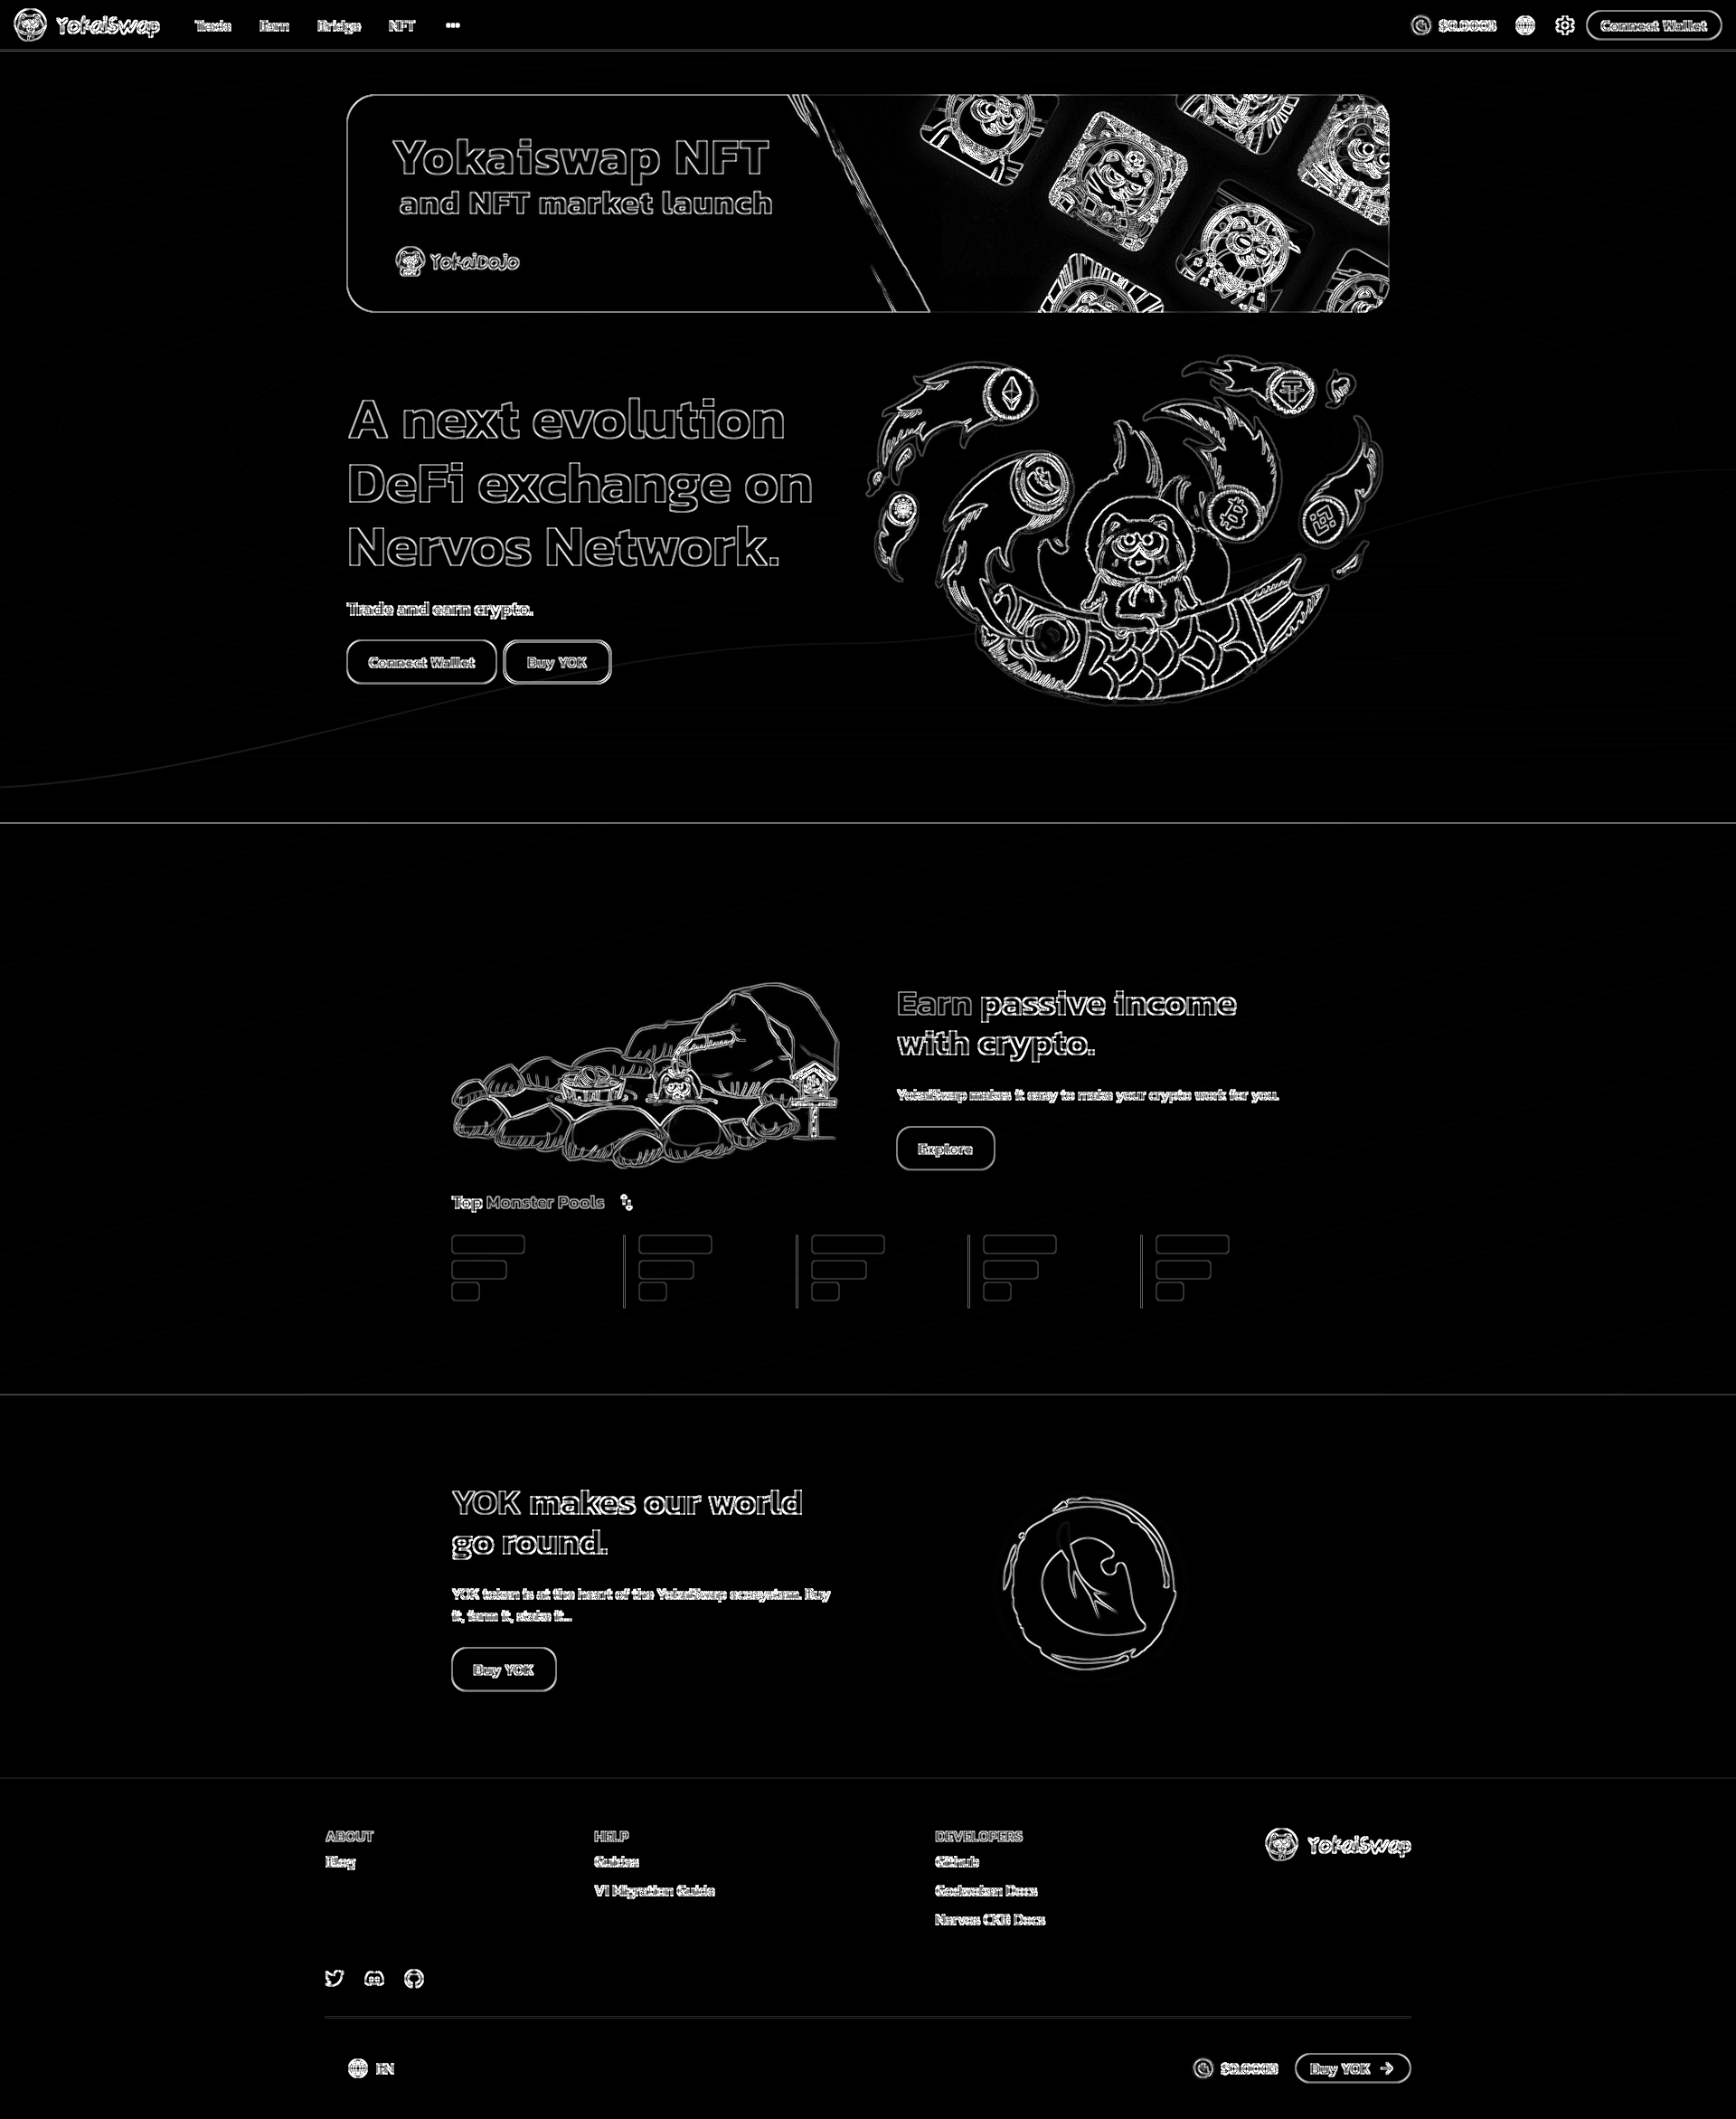 YokaiSwap Trade Earn Bridge NFT Connect Wallet
Yokaiswap NFT
and NFT market launch
YokaiDojo
A next evolution
DeFi exchange on
Nervos Network.
Trade and earn crypto.
Connect Wallet Buy YOK
Earn passive income
with crypto.
YokaiSwap makes it easy to make your crypto work for you.
Explore
Top Monster Pools
YOK makes our world
go round.
YOK token is at the heart of the YokaiSwap ecosystem. Buy
it, farm it, stake it...
Buy YOK
ABOUT HELP DEVELOPERS YokaiSwap
Blog Guides Github
V1 Migration Guide Godwoken Docs
Nervos CKB Docs
EN Buy YOK